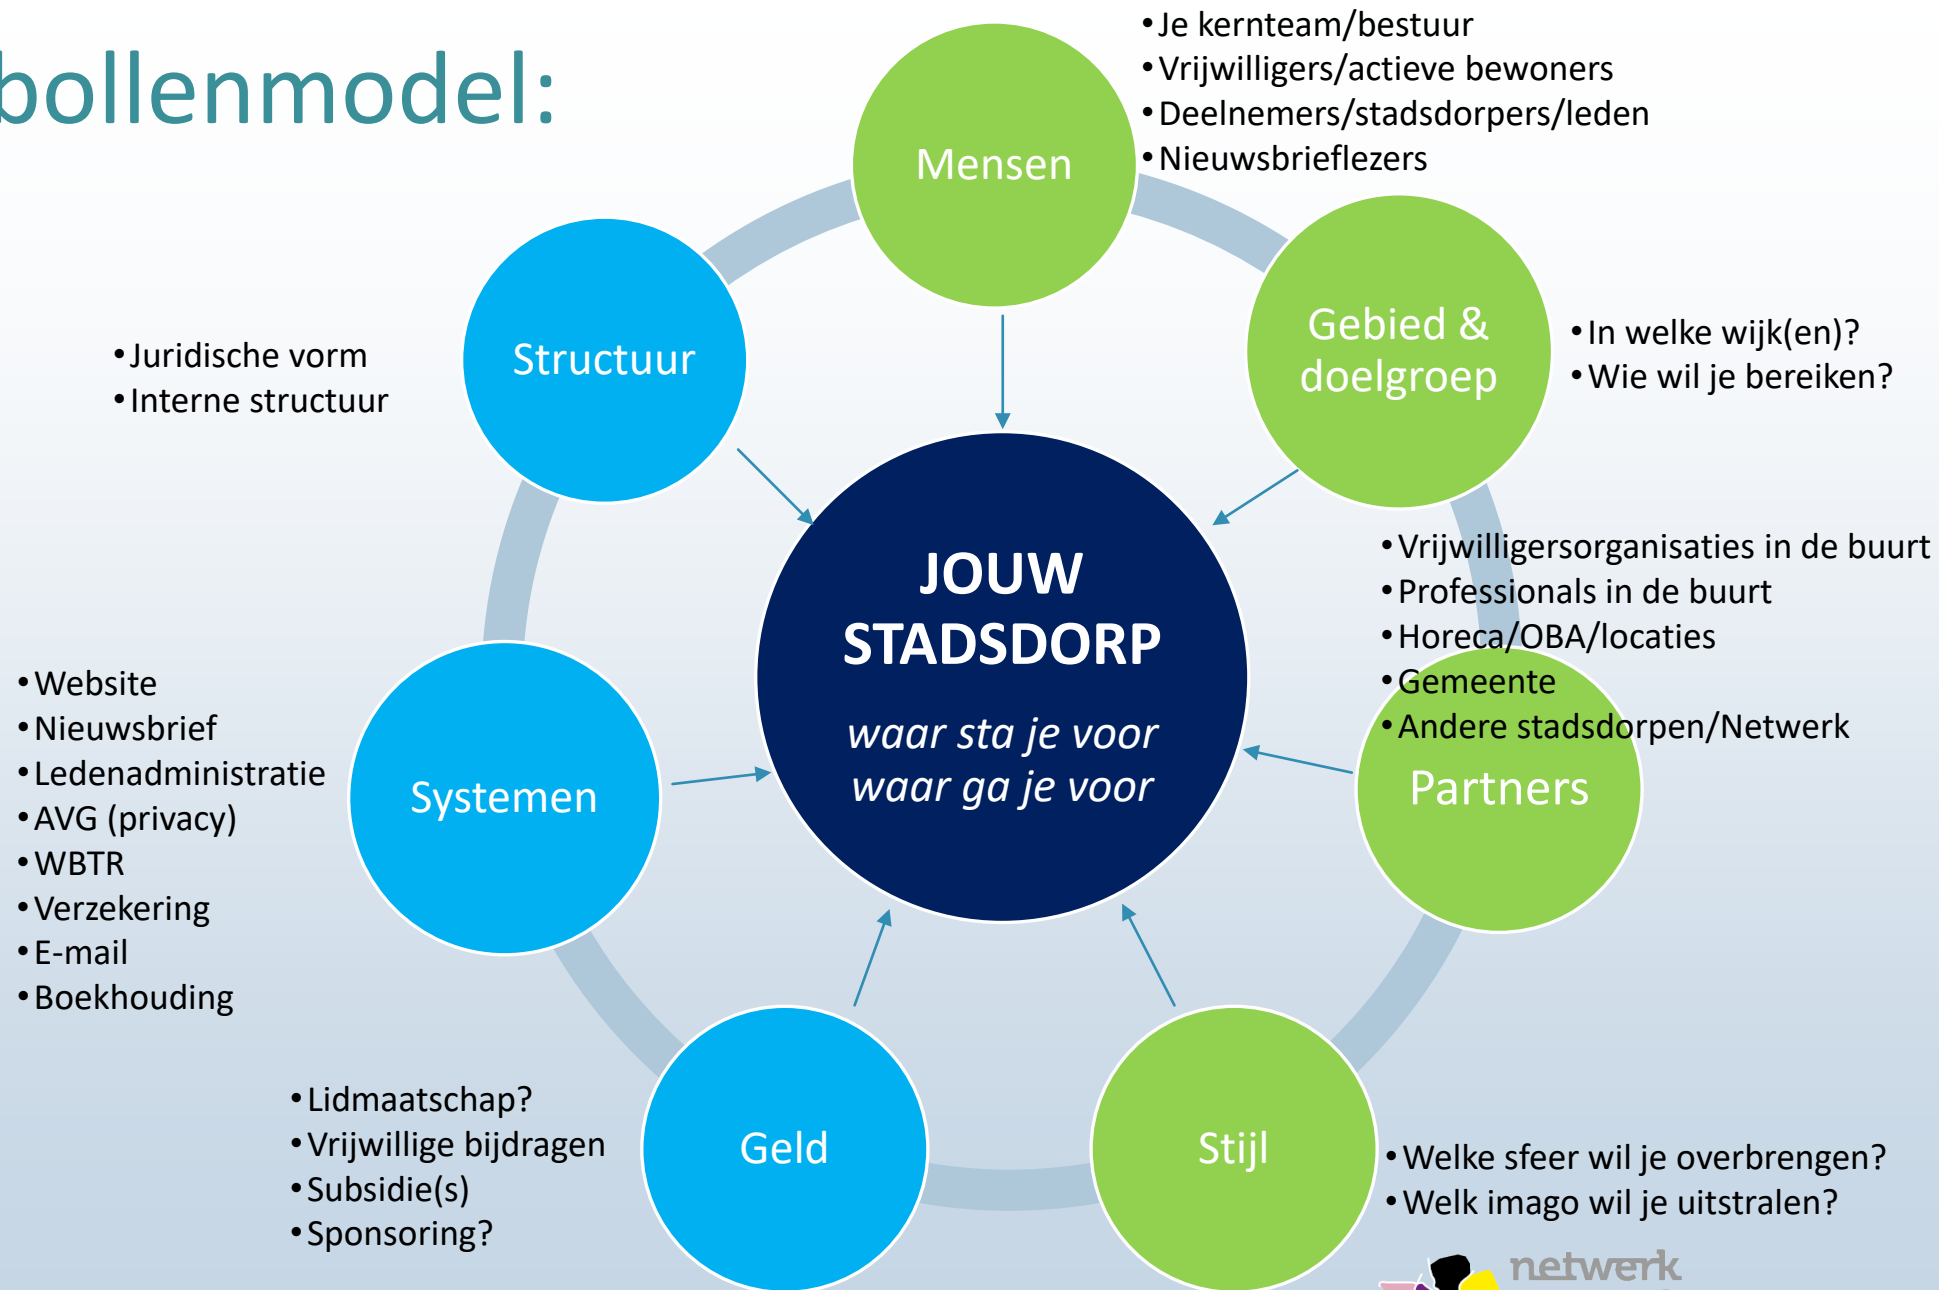 bollenmodel:
Mensen
• Je kernteam/bestuur
• Vrijwilligers/actieve bewoners
• Deelnemers/stadsdorpers/leden
• Nieuwsbrieflezers
Gebied &
doelgroep
• In welke wijk(en)?
• Wie wil je bereiken?
• Vrijwilligersorganisaties in de buurt
• Professionals in de buurt
• Horeca/OBA/locaties
• Gemeente
• Andere stadsdorpen/Netwerk
Partners
Stijl
• Welke sfeer wil je overbrengen?
• Welk imago wil je uitstralen?
Geld
• Lidmaatschap?
• Vrijwillige bijdragen
• Subsidie(s)
• Sponsoring?
Systemen
• Website
• Nieuwsbrief
• Ledenadministratie
• AVG (privacy)
• WBTR
• Verzekering
• E-mail
• Boekhouding
Structuur
• Juridische vorm
• Interne structuur
JOUW
STADSDORP
waar sta je voor
waar ga je voor
netwerk